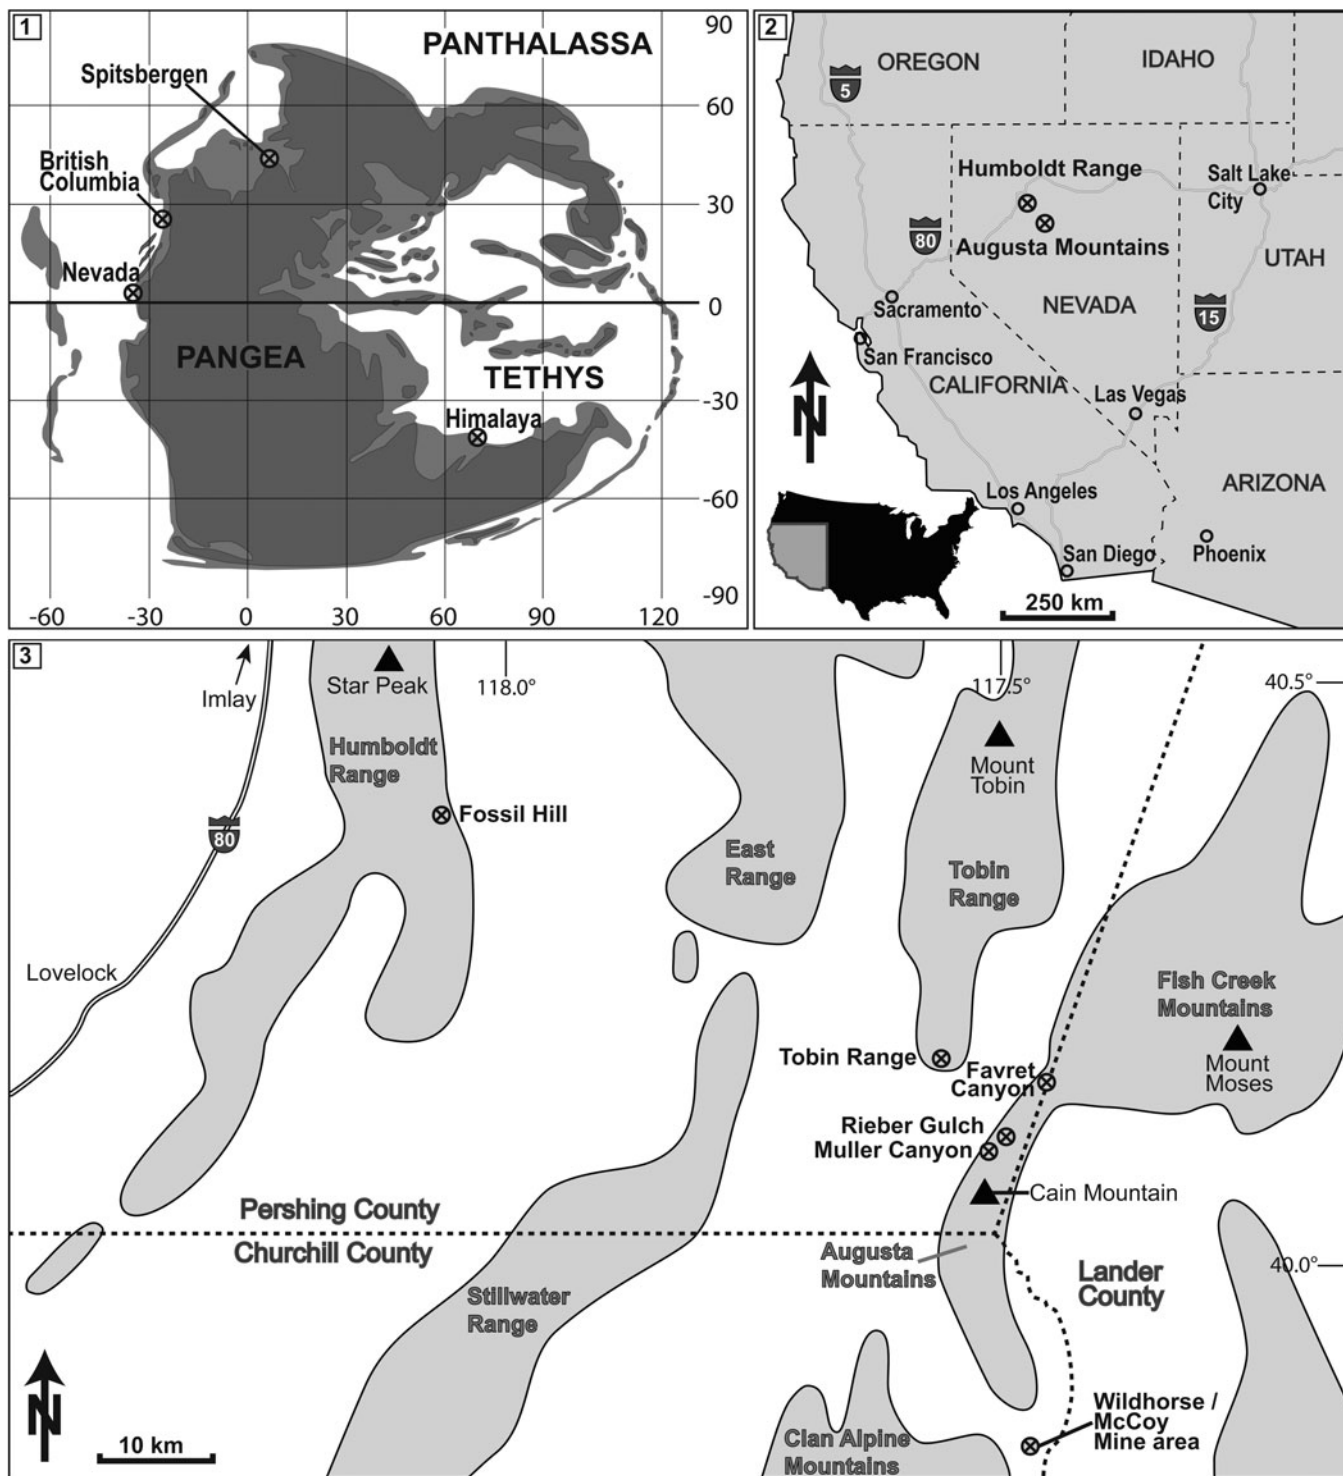 1
PANTHALASSA
Spitsbergen
British
Columbia
Nevada
PANGEA
TETHYS
Himalaya
90
60
30
0
-30
-60
-90
-60
-30
0
30
60
90
120
2
OREGON
IDAHO
5
Humboldt Range
Salt Lake
City
80
Augusta Mountains
UTAH
NEVADA
Sacramento
15
San Francisco
CALIFORNIA
Las Vegas
N
Los Angeles
ARIZONA
San Diego
Phoenix
250 km
3
Imlay
Star Peak
118.0°
117.5°
40.5°
Humboldt
Range
Mount
Tobin
80
Fossil Hill
East
Range
Tobin
Range
Lovelock
Fish Creek
Mountains
Tobin Range
Favret
Canyon
Mount
Moses
Rieber Gulch
Muller Canyon
Cain Mountain
Pershing County
Churchill County
Augusta
Mountains
Lander
County
40.0°
Stillwater
Range
N
10 km
Clan Alpine
Mountains
Wildhorse /
McCoy
Mine area